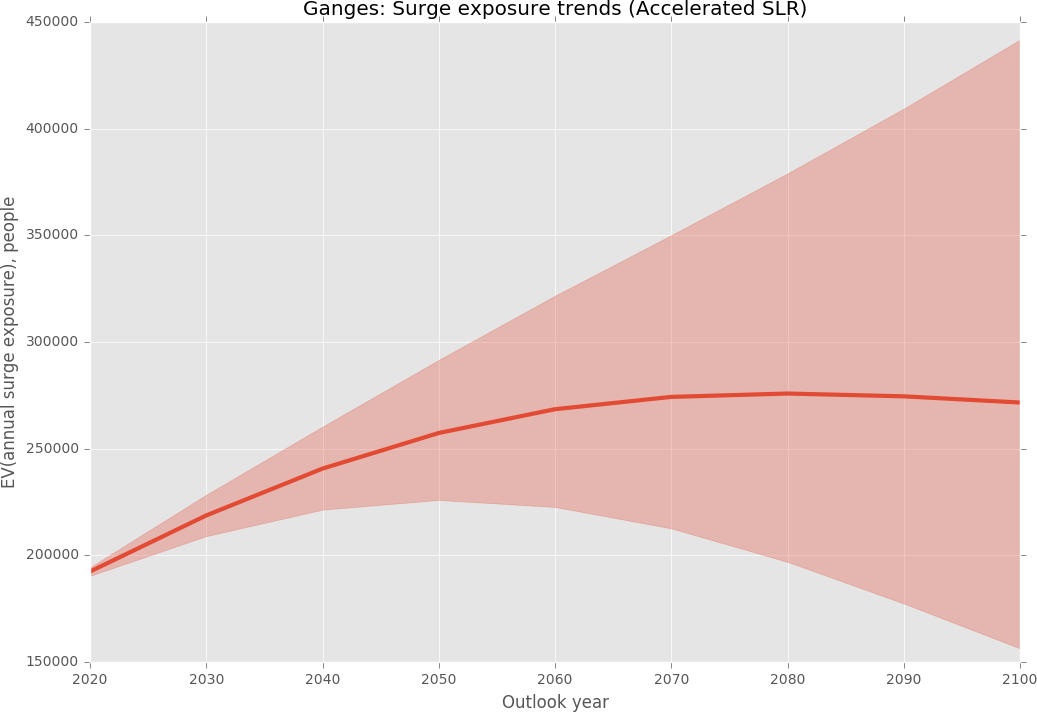 Ganges: Surge exposure trends (Accelerated SLR)
EV(annual surge exposure), people
450000
400000
350000
300000
250000
200000
150000
2020 2030 2040 2050 2060 2070 2080 2090 2100
Outlook year